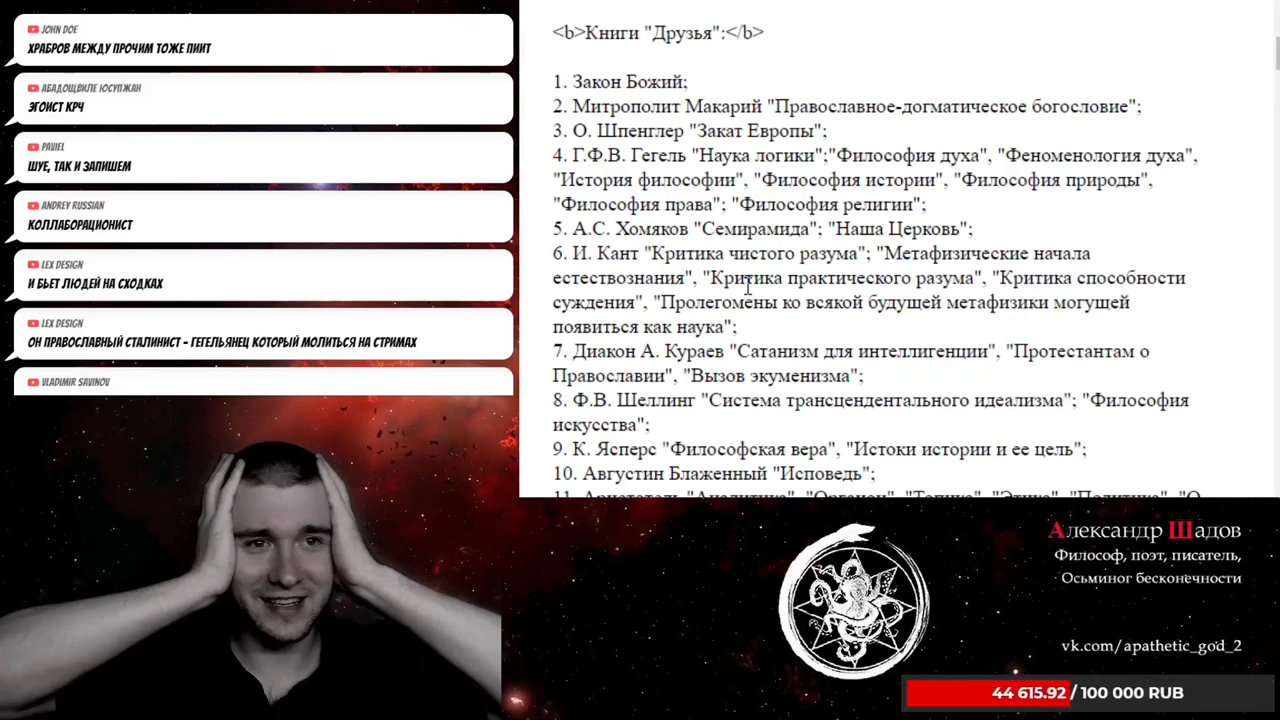 JOHN DOE
ХРАБРОВ МЕЖДУ ПРОЧИМ ТОЖЕ ПИИТ
АБАДОЩВИЛЕ ЮСУПЖАН
ЭГОИСТ КРЧ
PAVIEL
ШУЕ, ТАК И ЗАПИШЕМ
ANDREY RUSSIAN
КОЛЛАБОРАЦИОНИСТ
LEX DESIGN
И БЬЕТ ЛЮДЕЙ НА СХОДКАХ
LEX DESIGN
ОН ПРАВОСЛАВНЫЙ СТАЛИНИСТ - ГЕГЕЛЬЯНЕЦ КОТОРЫЙ МОЛИТЬСЯ НА СТРИМАХ
VLADIMIR SAVINOV
<b>Книги "Друзья":</b>
1. Закон Божий;
2. Митрополит Макарий "Православное-догматическое богословие";
3. О. Шпенглер "Закат Европы";
4. Г.Ф.В. Гегель "Наука логики";"Философия духа", "Феноменология духа",
"История философии", "Философия истории", "Философия природы",
"Философия права"; "Философия религии";
5. А.С. Хомяков "Семирамида"; "Наша Церковь";
6. И. Кант "Критика чистого разума"; "Метафизические начала
естествознания", "Критика практического разума", "Критика способности
суждения", "Пролегомены ко всякой будущей метафизики могущей
появиться как наука";
7. Диакон А. Кураев "Сатанизм для интеллигенции", "Протестантам о
Православии", "Вызов экуменизма";
8. Ф.В. Шеллинг "Система трансцендентального идеализма"; "Философия
искусства";
9. К. Ясперс "Философская вера", "Истоки истории и ее цель";
10. Августин Блаженный "Исповедь";
11. Аристотель "Аналитика", "Органон", "Топика", "Этика", "Политика", "О
Александр Шадов
Философ, поэт, писатель,
Осьминог бесконечности
vk.com/apathetic_god_2
44 615.92 / 100 000 RUB